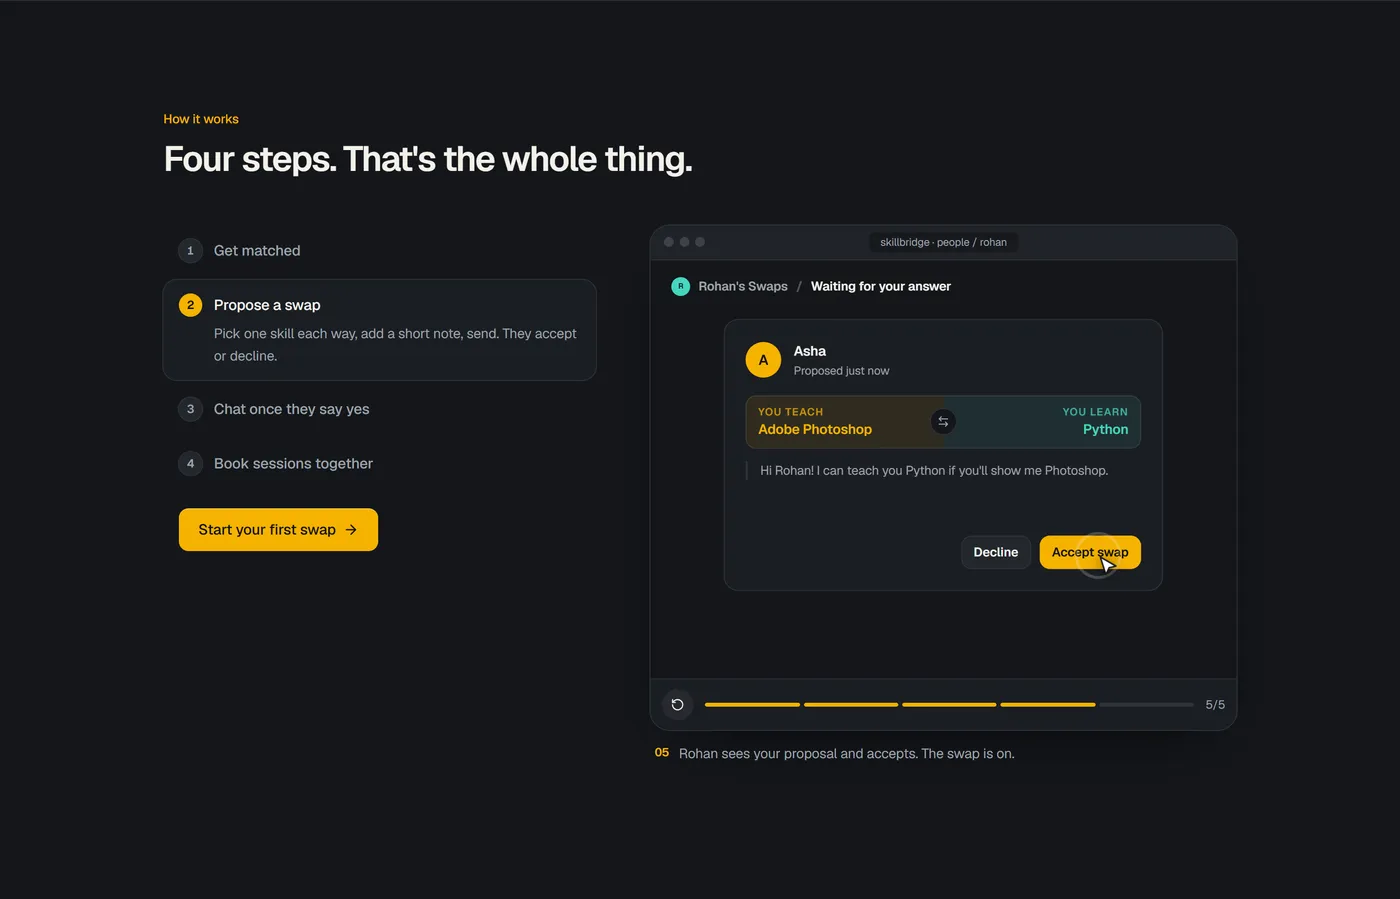 How it works
Four steps. That's the whole thing.
1 Get matched
2 Propose a swap
Pick one skill each way, add a short note, send. They accept
or decline.
3 Chat once they say yes
4 Book sessions together
Start your first swap →
skillbridge · people / rohan
R Rohan's Swaps / Waiting for your answer
A
Asha
Proposed just now
YOU TEACH
Adobe Photoshop
YOU LEARN
Python
Hi Rohan! I can teach you Python if you'll show me Photoshop.
Decline
Accept swap
5/5
05 Rohan sees your proposal and accepts. The swap is on.